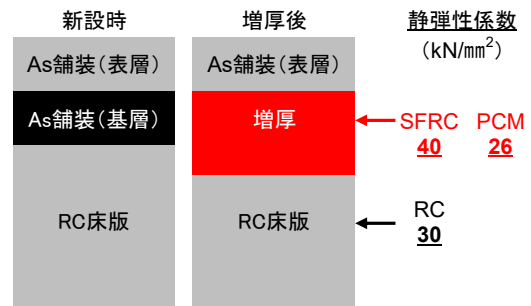 新設時
増厚後
静弾性係数
（kN/㎜²）
As舗装（表層）
As舗装（表層）
As舗装（基層）
増厚
SFRC PCM
40 26
RC床版
RC床版
RC
30